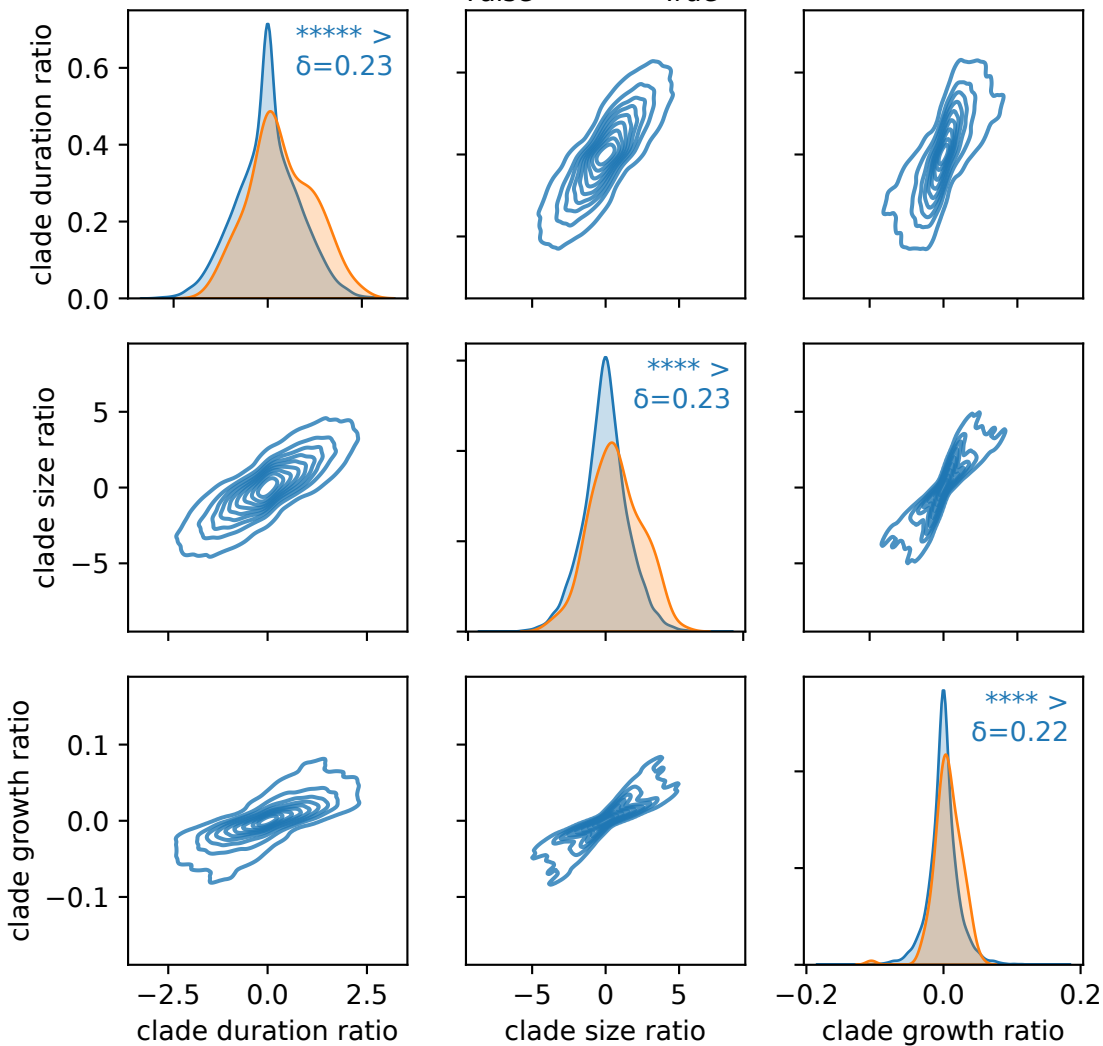 clade duration ratio
0.6
0.4
0.2
0.0
***** >
δ=0.23
clade size ratio
5
0
−5
**** >
δ=0.23
clade growth ratio
0.1
0.0
−0.1
**** >
δ=0.22
−2.5 0.0 2.5
−5 0 5
−0.2 0.0 0.2
clade duration ratio
clade size ratio
clade growth ratio